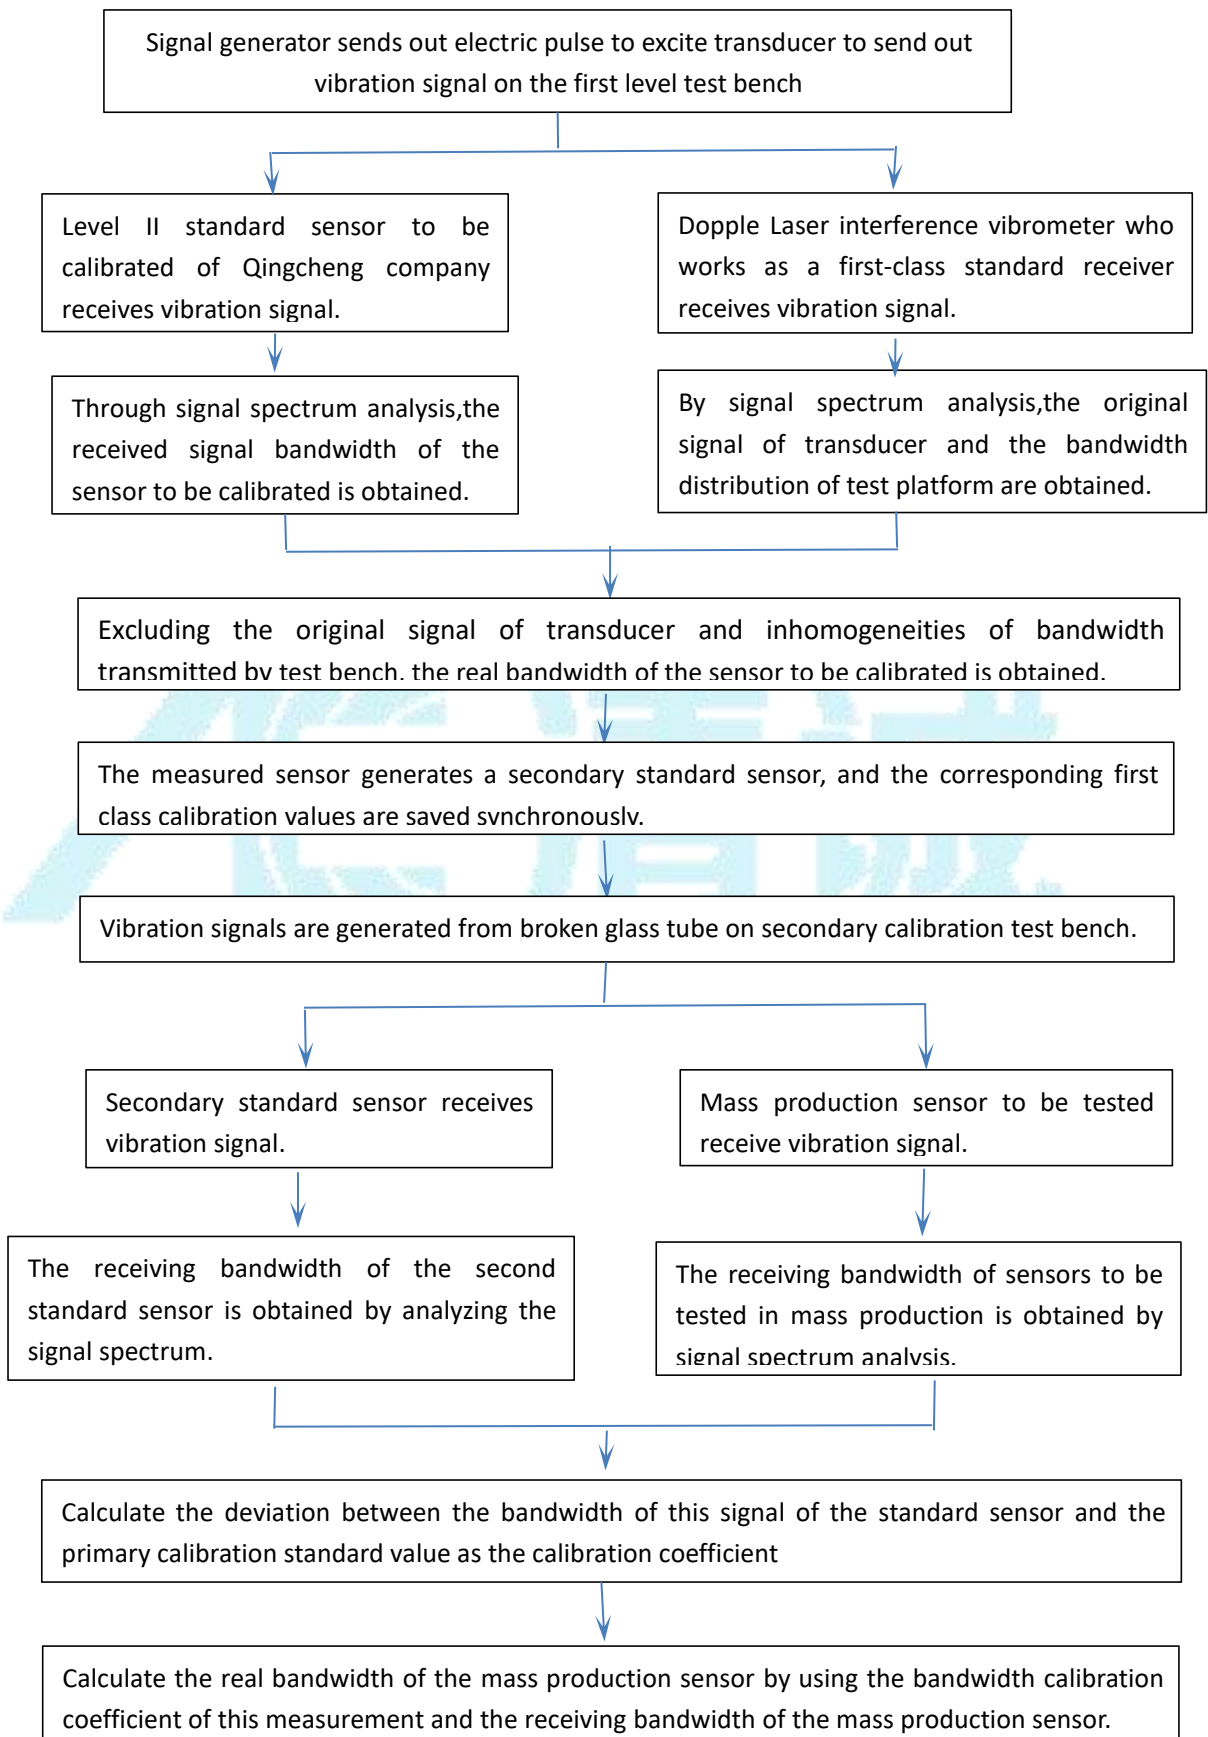 Signal generator sends out electric pulse to excite transducer to send out
vibration signal on the first level test bench
Level II standard sensor to be
calibrated of Qingcheng company
receives vibration signal.
Dopple Laser interference vibrometer who
works as a first-class standard receiver
receives vibration signal.
Through signal spectrum analysis,the
received signal bandwidth of the
sensor to be calibrated is obtained.
By signal spectrum analysis,the original
signal of transducer and the bandwidth
distribution of test platform are obtained.
Excluding the original signal of transducer and inhomogeneities of bandwidth
transmitted by test bench, the real bandwidth of the sensor to be calibrated is obtained.
清诚
The measured sensor generates a secondary standard sensor, and the corresponding first
class calibration values are saved synchronously.
Vibration signals are generated from broken glass tube on secondary calibration test bench.
Secondary standard sensor receives
vibration signal.
Mass production sensor to be tested
receive vibration signal.
The receiving bandwidth of the second
standard sensor is obtained by analyzing the
signal spectrum.
The receiving bandwidth of sensors to be
tested in mass production is obtained by
signal spectrum analysis.
Calculate the deviation between the bandwidth of this signal of the standard sensor and the
primary calibration standard value as the calibration coefficient
Calculate the real bandwidth of the mass production sensor by using the bandwidth calibration
coefficient of this measurement and the receiving bandwidth of the mass production sensor.